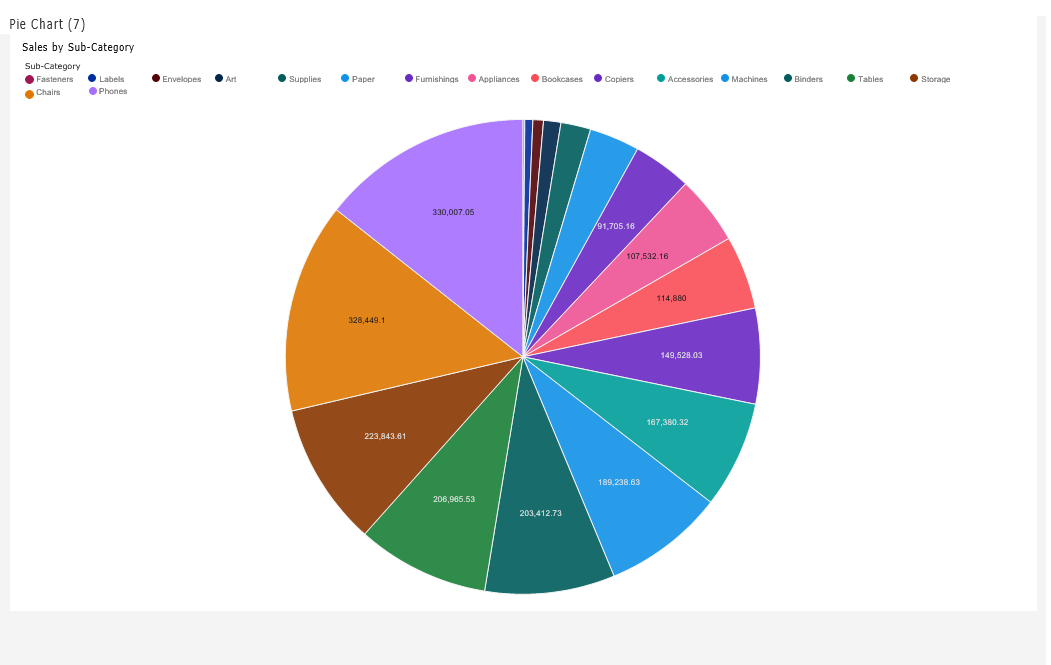 Pie Chart (7)
Sales by Sub-Category
Sub-Category
Fasteners Labels Envelopes Art Supplies Paper Furnishings Appliances Bookcases Copiers Accessories Machines Binders Tables Storage
Chairs Phones
330,007.05
91,705.16
107,532.16
114,880
328,449.1
149,528.03
167,380.32
223,843.61
189,238.63
206,965.53
203,412.73